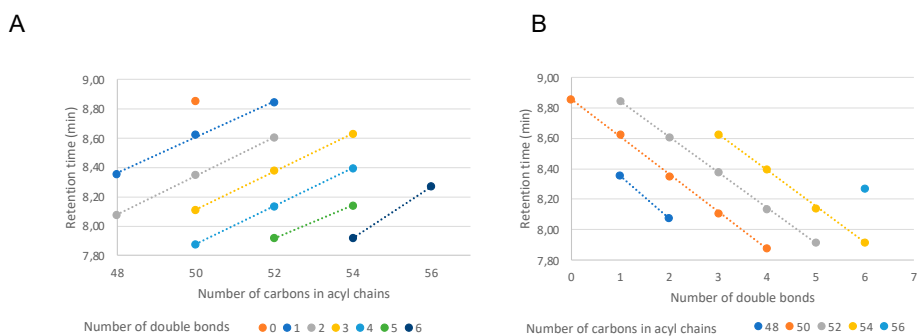 A
9,00
8,80
8,60
8,40
8,20
8,00
7,80
Retention time (min)
48 50 52 54 56
Number of carbons in acyl chains
Number of double bonds 0 1 2 3 4 5 6
B
9,00
8,80
8,60
8,40
8,20
8,00
7,80
Retention time (min)
0 1 2 3 4 5 6 7
Number of double bonds
Number of carbons in acyl chains 48 50 52 54 56